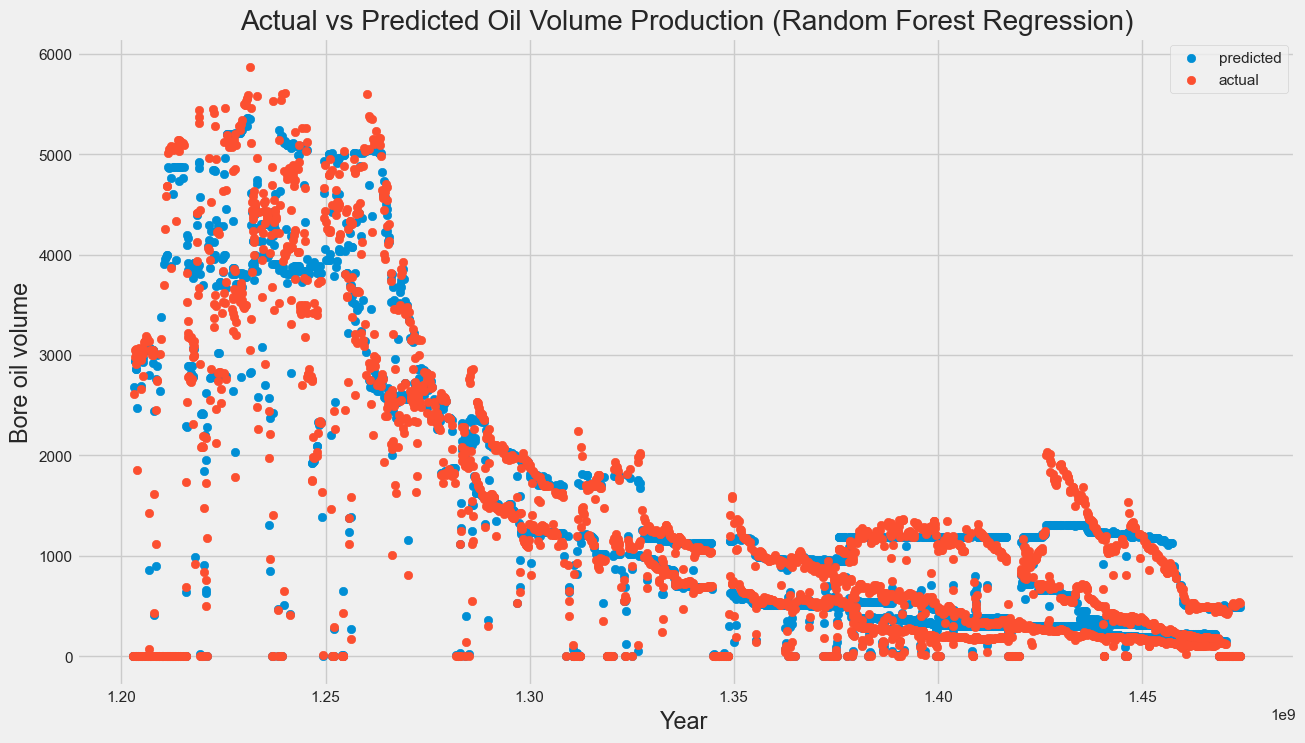 Actual vs Predicted Oil Volume Production (Random Forest Regression)
predicted
actual
Bore oil volume
6000
5000
4000
3000
2000
1000
0
1.20 1.25 1.30 1.35 1.40 1.45
1e9
Year